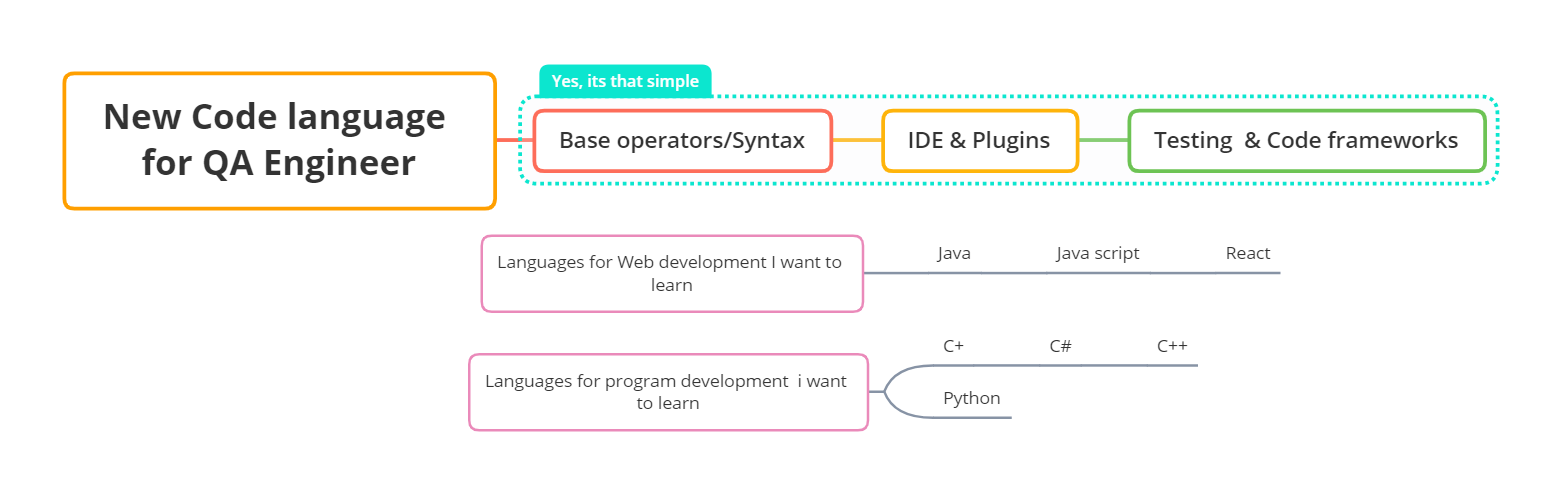 Yes, its that simple
New Code language
for QA Engineer
Base operators/Syntax
IDE & Plugins
Testing  & Code frameworks
Languages for Web development I want to
learn
Java
Java script
React
Languages for program development  i want
to learn
C+
C#
C++
Python